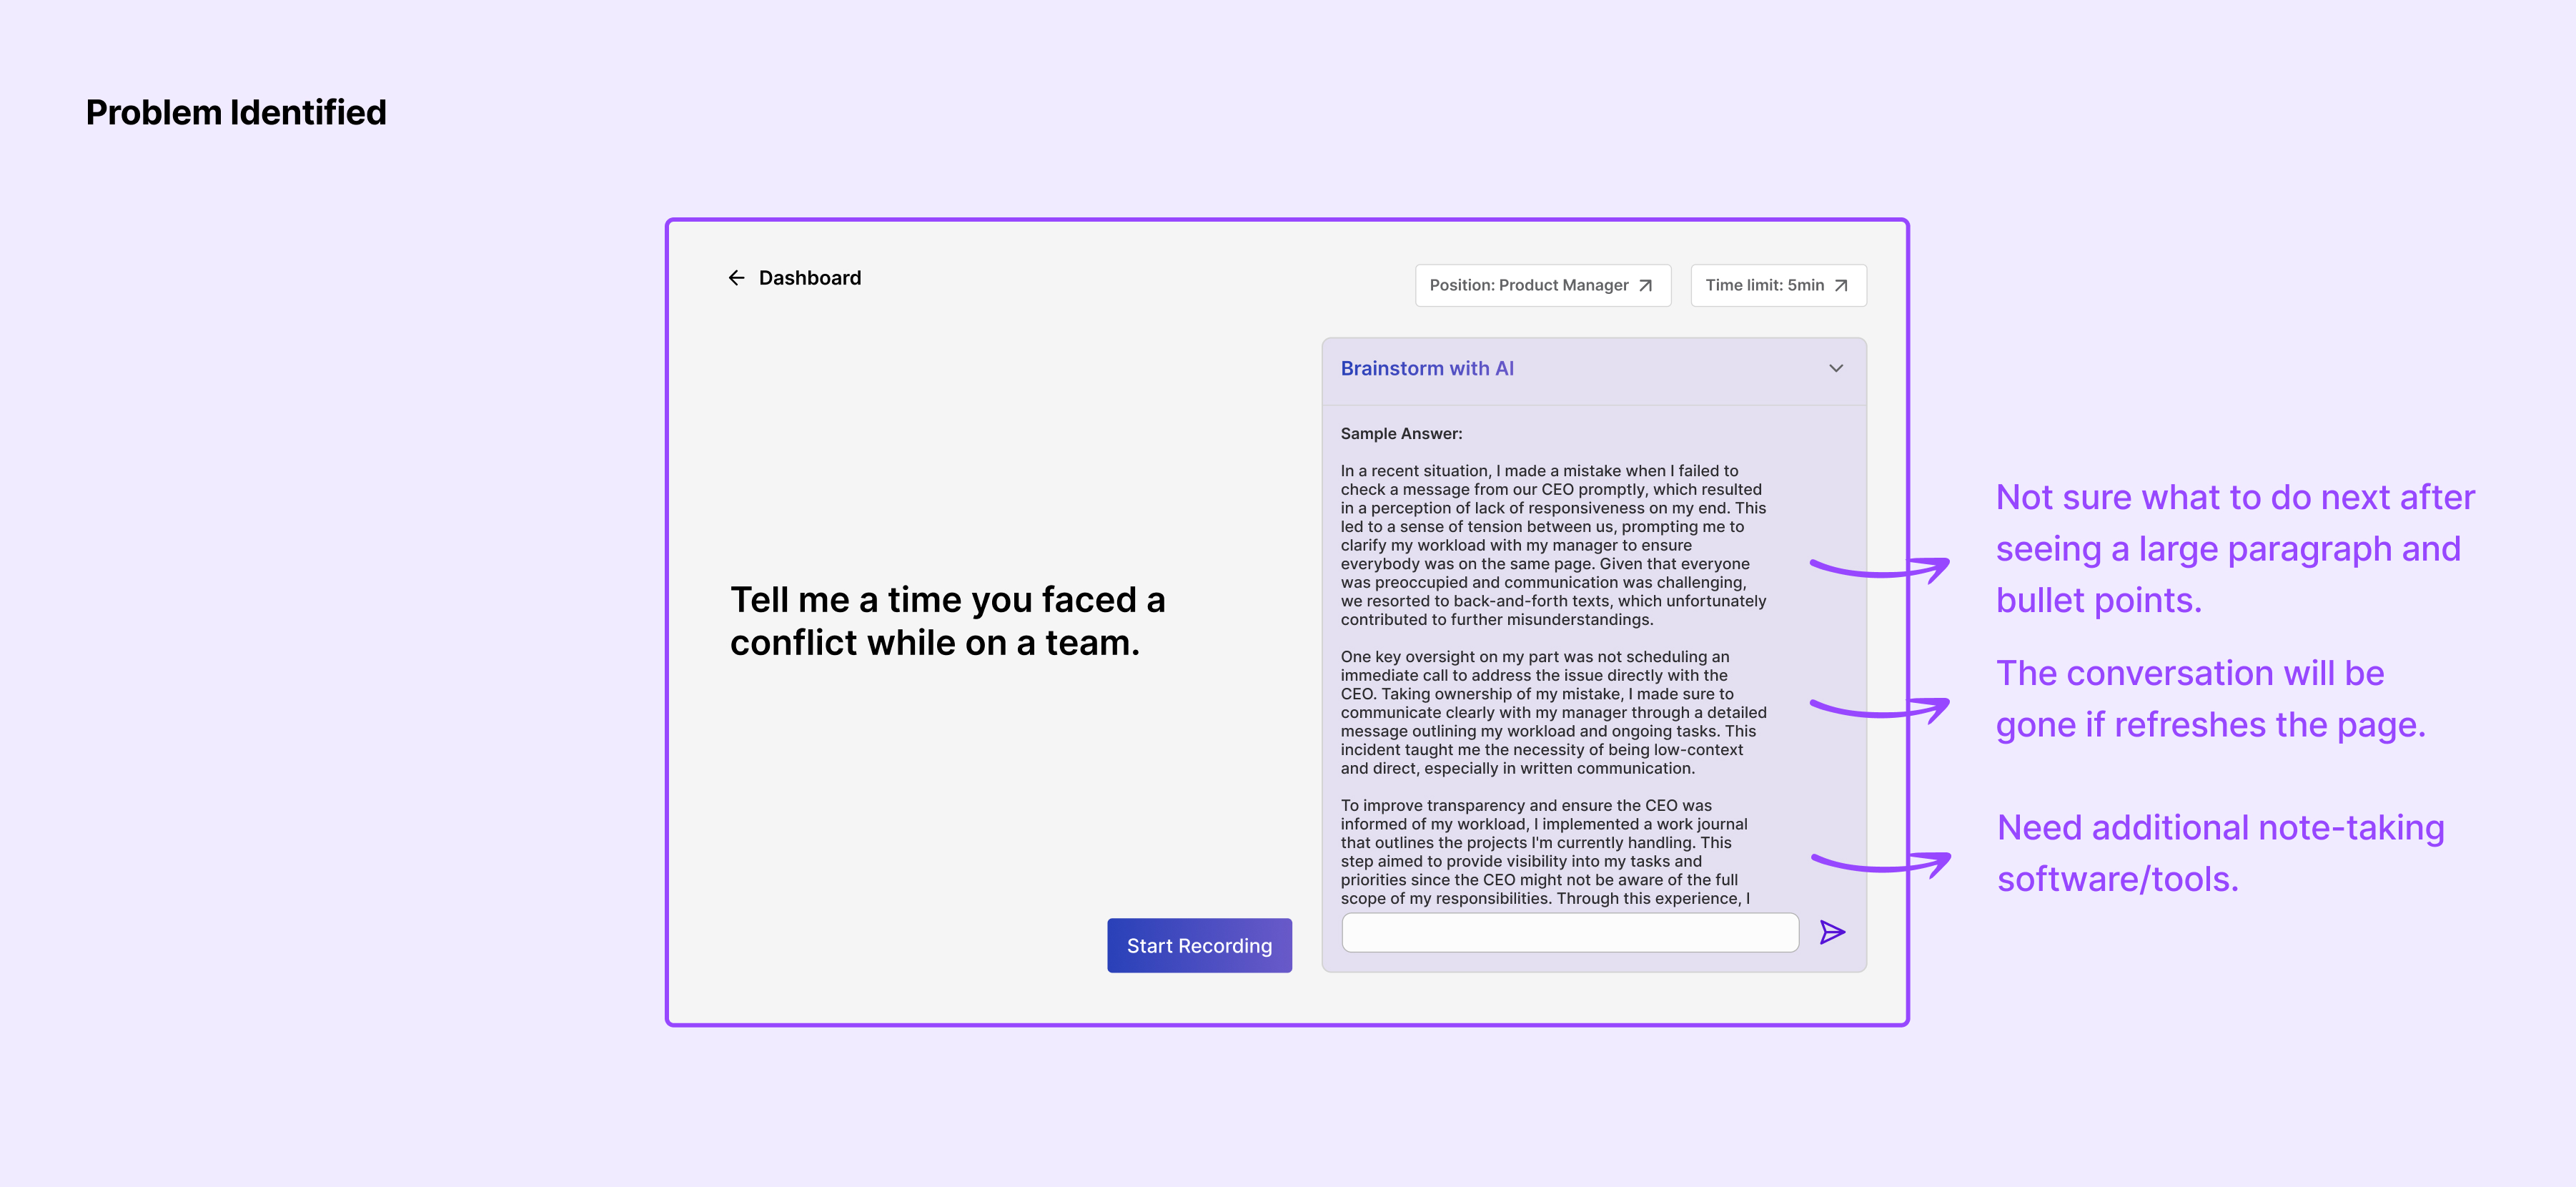 Problem Identified
Dashboard
Position: Product Manager
Time limit: 5min
Tell me a time you faced a
conflict while on a team.
Start Recording
Brainstorm with AI
Sample Answer:
In a recent situation, I made a mistake when I failed to
check a message from our CEO promptly, which resulted
in a perception of lack of responsiveness on my end. This
led to a sense of tension between us, prompting me to
clarify my workload with my manager to ensure
everybody was on the same page. Given that everyone
was preoccupied and communication was challenging,
we resorted to back-and-forth texts, which unfortunately
contributed to further misunderstandings.
One key oversight on my part was not scheduling an
immediate call to address the issue directly with the
CEO. Taking ownership of my mistake, I made sure to
communicate clearly with my manager through a detailed
message outlining my workload and ongoing tasks. This
incident taught me the necessity of being low-context
and direct, especially in written communication.
To improve transparency and ensure the CEO was
informed of my workload, I implemented a work journal
that outlines the projects I'm currently handling. This
step aimed to provide visibility into my tasks and
priorities since the CEO might not be aware of the full
scope of my responsibilities. Through this experience, I
Not sure what to do next after
seeing a large paragraph and
bullet points.
The conversation will be
gone if refreshes the page.
Need additional note-taking
software/tools.